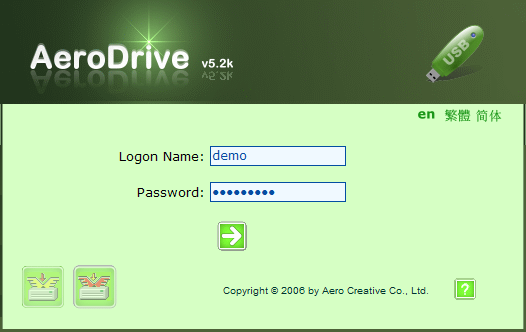 AeroDrive v5.2k
USB
en 繁體 简体
Logon Name: demo
Password: •••••••••
Copyright © 2006 by Aero Creative Co., Ltd. ?